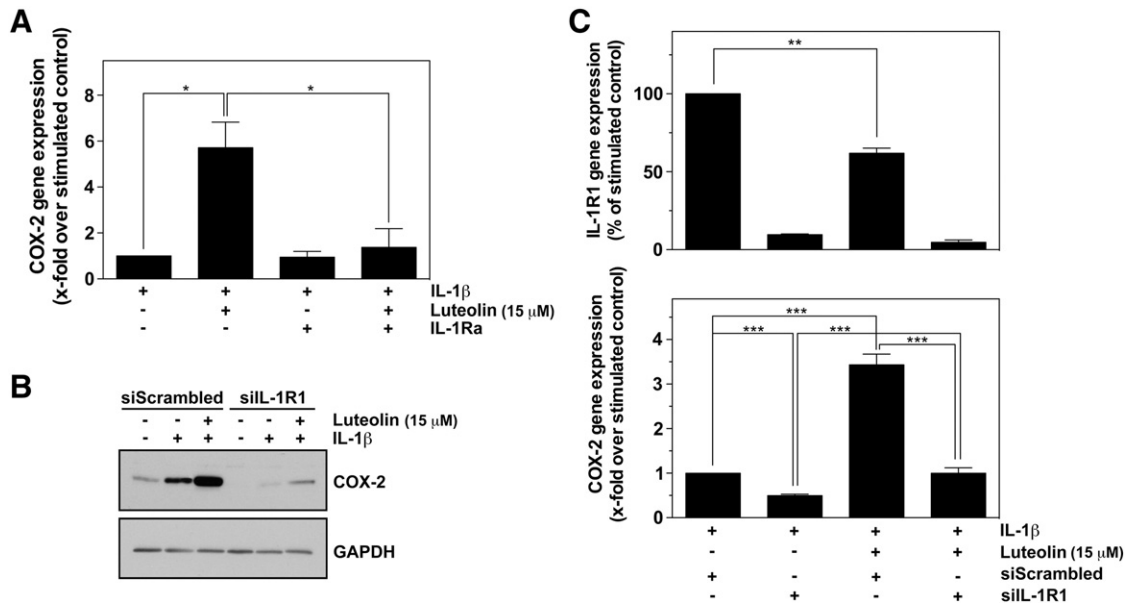 A
COX-2 gene expression
(x-fold over stimulated control)
8
6
4
2
0
* *
+ + + + IL-1β
- + - + Luteolin (15 μM)
- - + + IL-1Ra
B
siScrambled siIL-1R1
- - + - - + Luteolin (15 μM)
- + + - + + IL-1β
COX-2
GAPDH
C
IL-1R1 gene expression
(% of stimulated control)
100
50
0
**
COX-2 gene expression
(x-fold over stimulated control)
4
3
2
1
0
***
*** *** ***
+ + + + IL-1β
- - + + Luteolin (15 μM)
+ - + - siScrambled
- + - + siIL-1R1